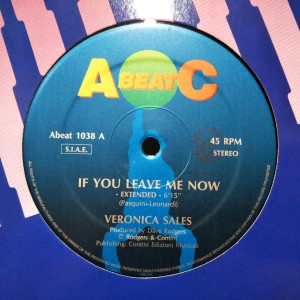 A BEAT C
Abeat 1038 A
S.I.A.E.
45 RPM
STEREO
IF YOU LEAVE ME NOW
- EXTENDED - 6'15"
(Pasquini-Leonardi)
VERONICA SALES
Produced by Dave Rodgers
© Rodgers & Contini
Publishing: Contini Edizioni Musicali